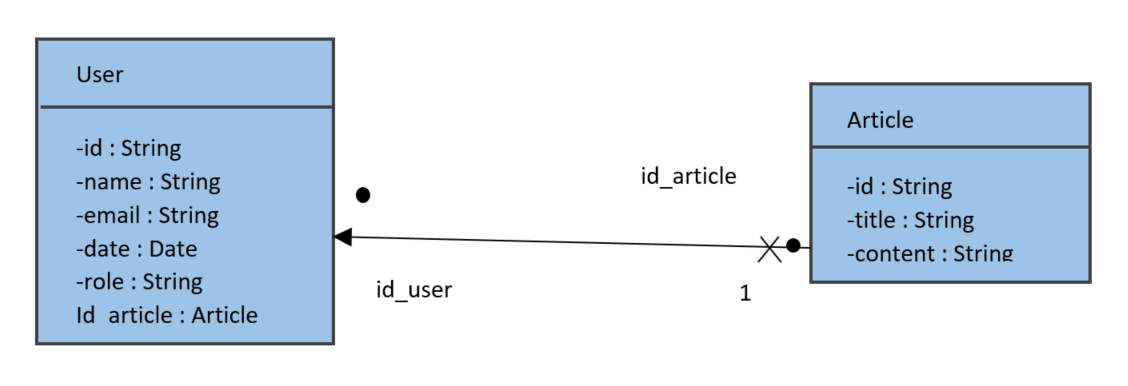 User
-id : String
-name : String
-email : String
-date : Date
-role : String
Id article : Article
id_article
id_user
1
Article
-id : String
-title : String
-content : String